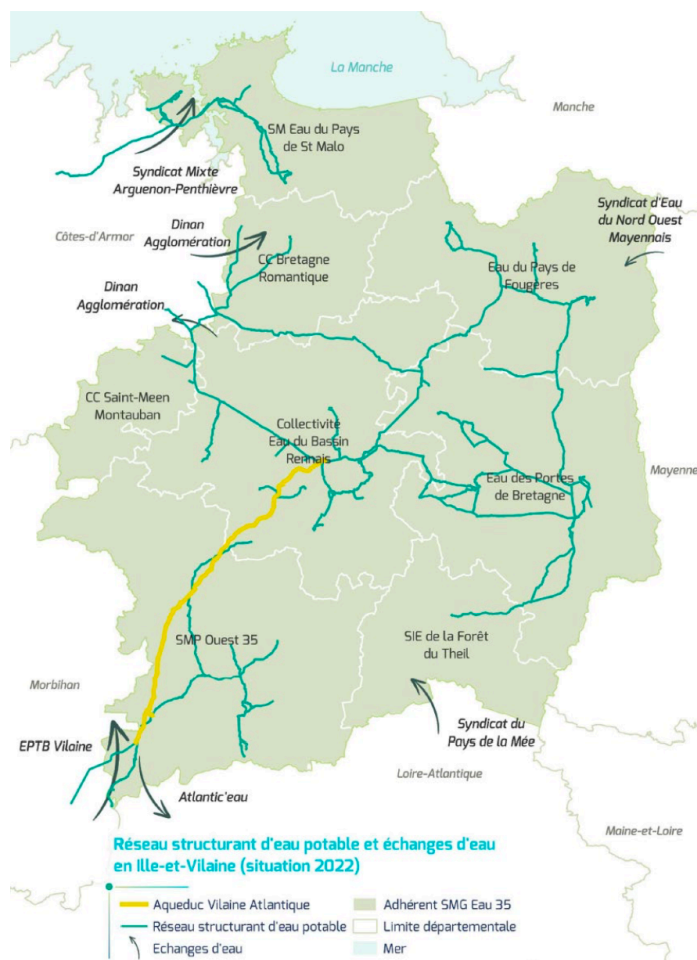 La Manche
Manche
SM Eau du Pays
de St Malo
Syndicat Mixte
Arguenon-Penthièvre
Syndicat d'Eau
du Nord Ouest
Mayennais
Dinan
Agglomération
Côtes-d'Armor
CC Bretagne
Romantique
Eau du Pays de
Fougères
Dinan
Agglomération
CC Saint-Meen
Montauban
Collectivité
Eau du Bassin
Rennais
Mayenne
Eau des Portes
de Bretagne
SMP Ouest 35
SIE de la Forêt
du Theil
Morbihan
EPTB Vilaine
Syndicat du
Pays de la Mée
Loire-Atlantique
Atlantic'eau
Maine-et-Loire
Réseau structurant d'eau potable et échanges d'eau
en Ille-et-Vilaine (situation 2022)
Aqueduc Vilaine Atlantique
Adhérent SMG Eau 35
Réseau structurant d'eau potable
Limite départementale
Echanges d'eau
Mer